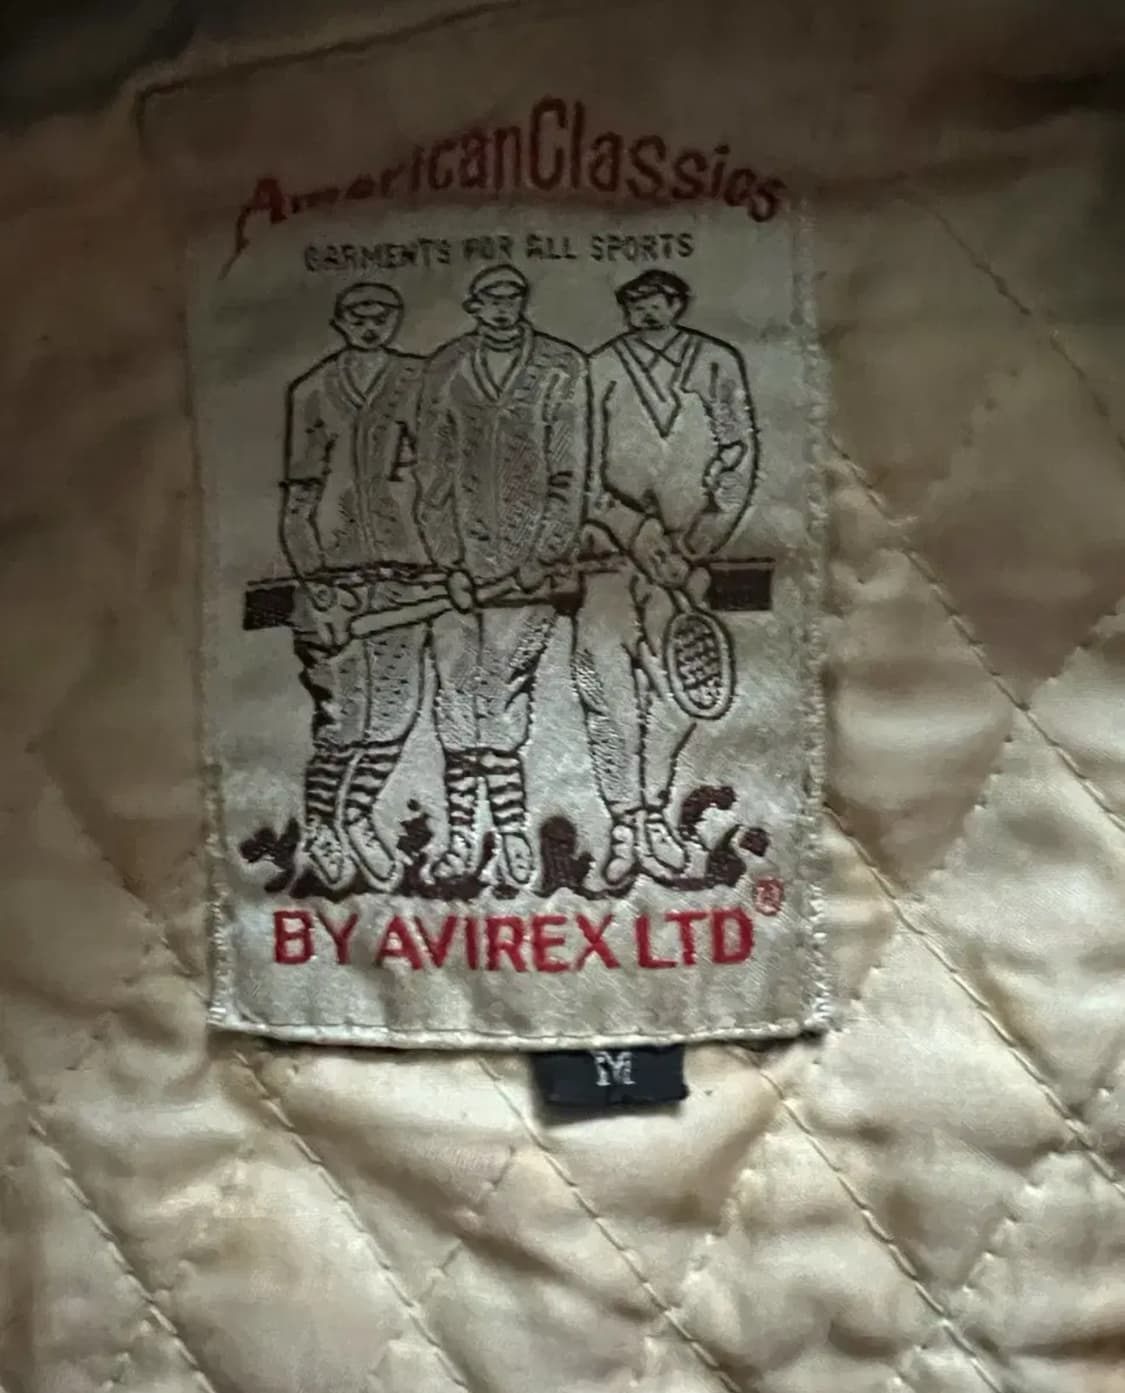 AmericanClassics
GARMENTS FOR ALL SPORTS
BY AVIREX LTD®
M